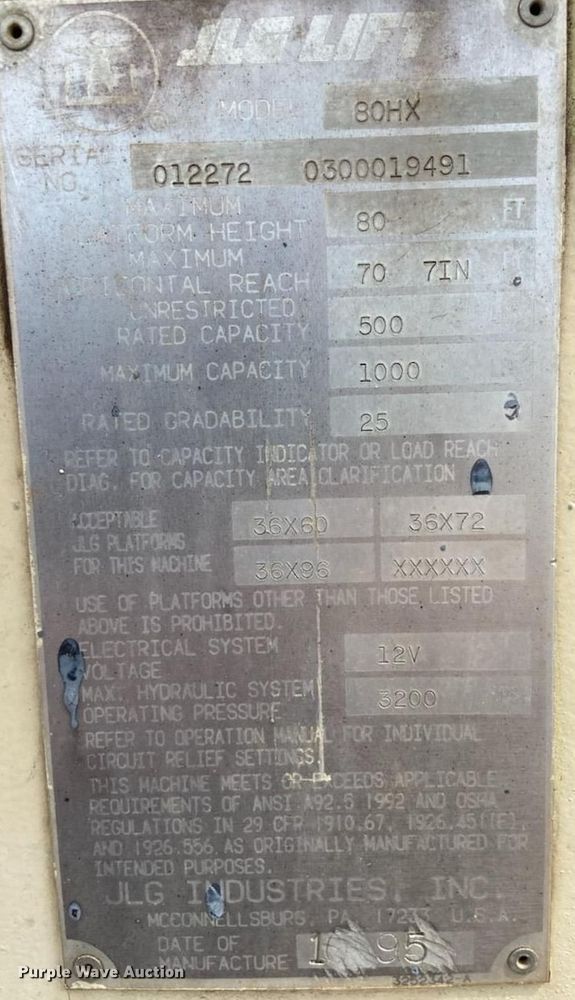 JLG LIFT
MODEL 80HX
SERIAL
NO. 012272 0300019491
MAXIMUM
PLATFORM HEIGHT 80 FT
MAXIMUM
HORIZONTAL REACH 70 7IN
UNRESTRICTED
RATED CAPACITY 500
MAXIMUM CAPACITY 1000
RATED GRADABILITY 25
REFER TO CAPACITY INDICATOR OR LOAD REACH
DIAG. FOR CAPACITY AREA CLARIFICATION
ACCEPTABLE
JLG PLATFORMS
FOR THIS MACHINE
36X60 36X72
36X96 XXXXXX
USE OF PLATFORMS OTHER THAN THOSE LISTED
ABOVE IS PROHIBITED.
ELECTRICAL SYSTEM
VOLTAGE 12V
MAX. HYDRAULIC SYSTEM
OPERATING PRESSURE 3200
REFER TO OPERATION MANUAL FOR INDIVIDUAL
CIRCUIT RELIEF SETTINGS.
THIS MACHINE MEETS OR EXCEEDS APPLICABLE
REQUIREMENTS OF ANSI A92.5 1992 AND OSHA
REGULATIONS IN 29 CFR 1910.67, 1926.451(E),
AND 1926.556 AS ORIGINALLY MANUFACTURED FOR
INTENDED PURPOSES.
JLG INDUSTRIES, INC.
MCCONNELLSBURG, PA. 17233 U.S.A.
DATE OF
MANUFACTURE 95
Purple Wave Auction